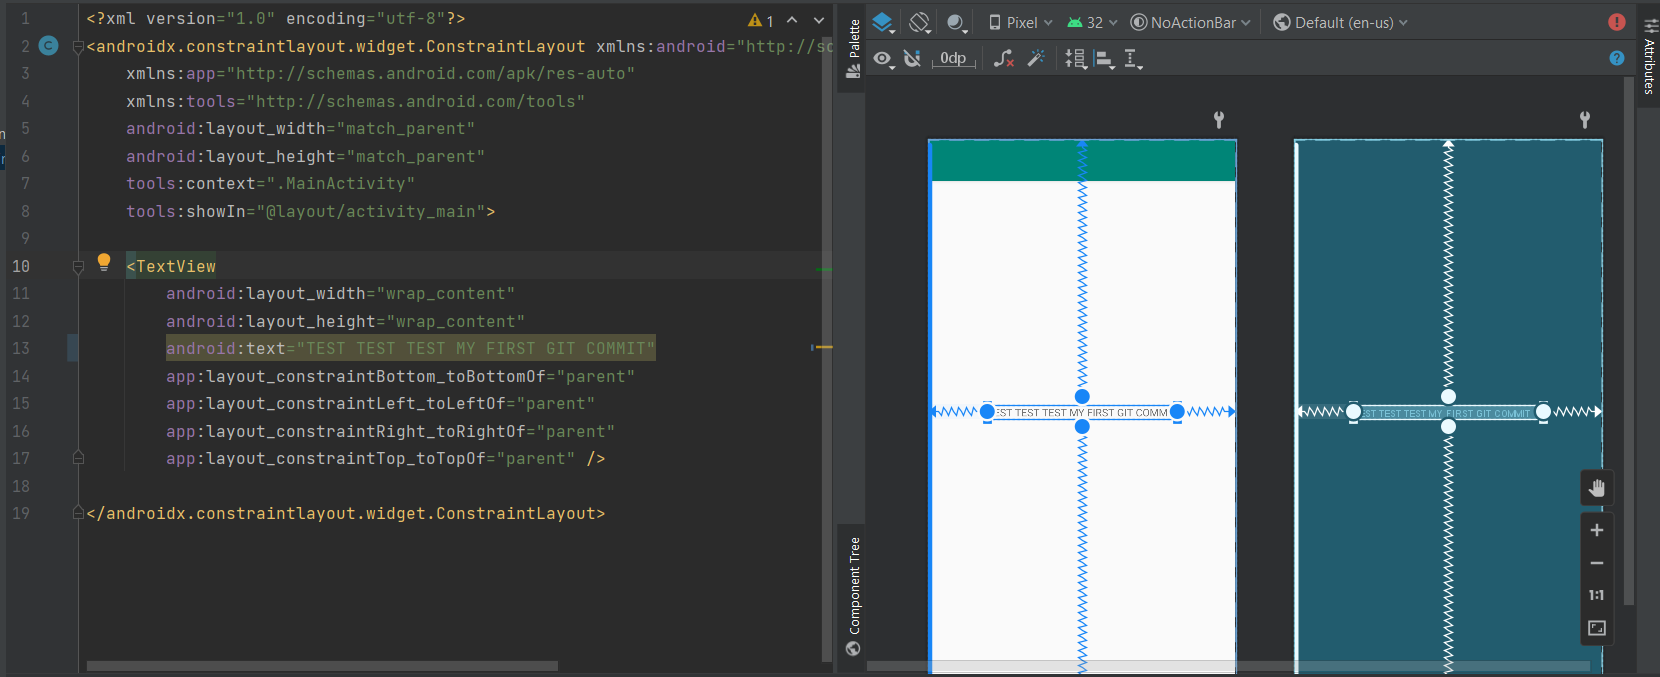 1 <?xml version="1.0" encoding="utf-8"?>
1
2 C <androidx.constraintlayout.widget.ConstraintLayout xmlns:android="http://sc
3 xmlns:app="http://schemas.android.com/apk/res-auto"
4 xmlns:tools="http://schemas.android.com/tools"
5 android:layout_width="match_parent"
6 android:layout_height="match_parent"
7 tools:context=".MainActivity"
8 tools:showIn="@layout/activity_main">
9
10 <TextView
11 android:layout_width="wrap_content"
12 android:layout_height="wrap_content"
13 android:text="TEST TEST TEST MY FIRST GIT COMMIT"
14 app:layout_constraintBottom_toBottomOf="parent"
15 app:layout_constraintLeft_toLeftOf="parent"
16 app:layout_constraintRight_toRightOf="parent"
17 app:layout_constraintTop_toTopOf="parent" />
18
19 </androidx.constraintlayout.widget.ConstraintLayout>
Palette
Component Tree
Pixel 32 NoActionBar Default (en-us)
0dp
EST TEST TEST MY FIRST GIT COMM
EST TEST TEST MY FIRST GIT COMMIT
1:1
Attributes